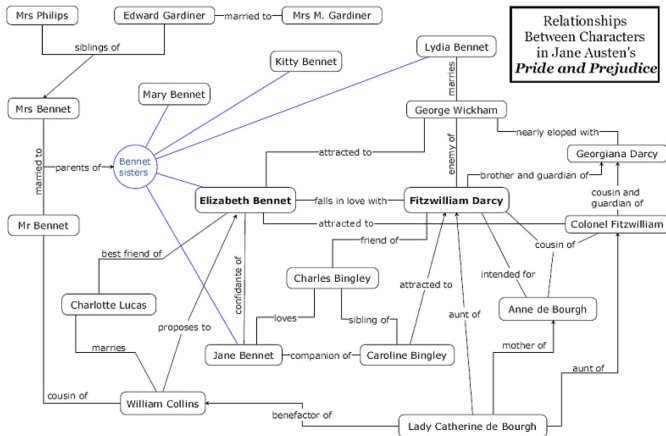 Mrs Philips
Edward Gardiner
married to
Mrs M. Gardiner
Relationships
Between Characters
in Jane Austen's
Pride and Prejudice
siblings of
Lydia Bennet
Kitty Bennet
marries
Mary Bennet
Mrs Bennet
George Wickham
nearly eloped with
married to
parents of
Bennet
sisters
attracted to
enemy of
Georgiana Darcy
brother and guardian of
Elizabeth Bennet
falls in love with
Fitzwilliam Darcy
cousin and
guardian of
Mr Bennet
attracted to
Colonel Fitzwilliam
friend of
cousin of
best friend of
confidante of
Charles Bingley
intended for
attracted to
Charlotte Lucas
Anne de Bourgh
proposes to
loves
sibling of
aunt of
marries
Jane Bennet
companion of
Caroline Bingley
mother of
aunt of
cousin of
William Collins
benefactor of
Lady Catherine de Bourgh